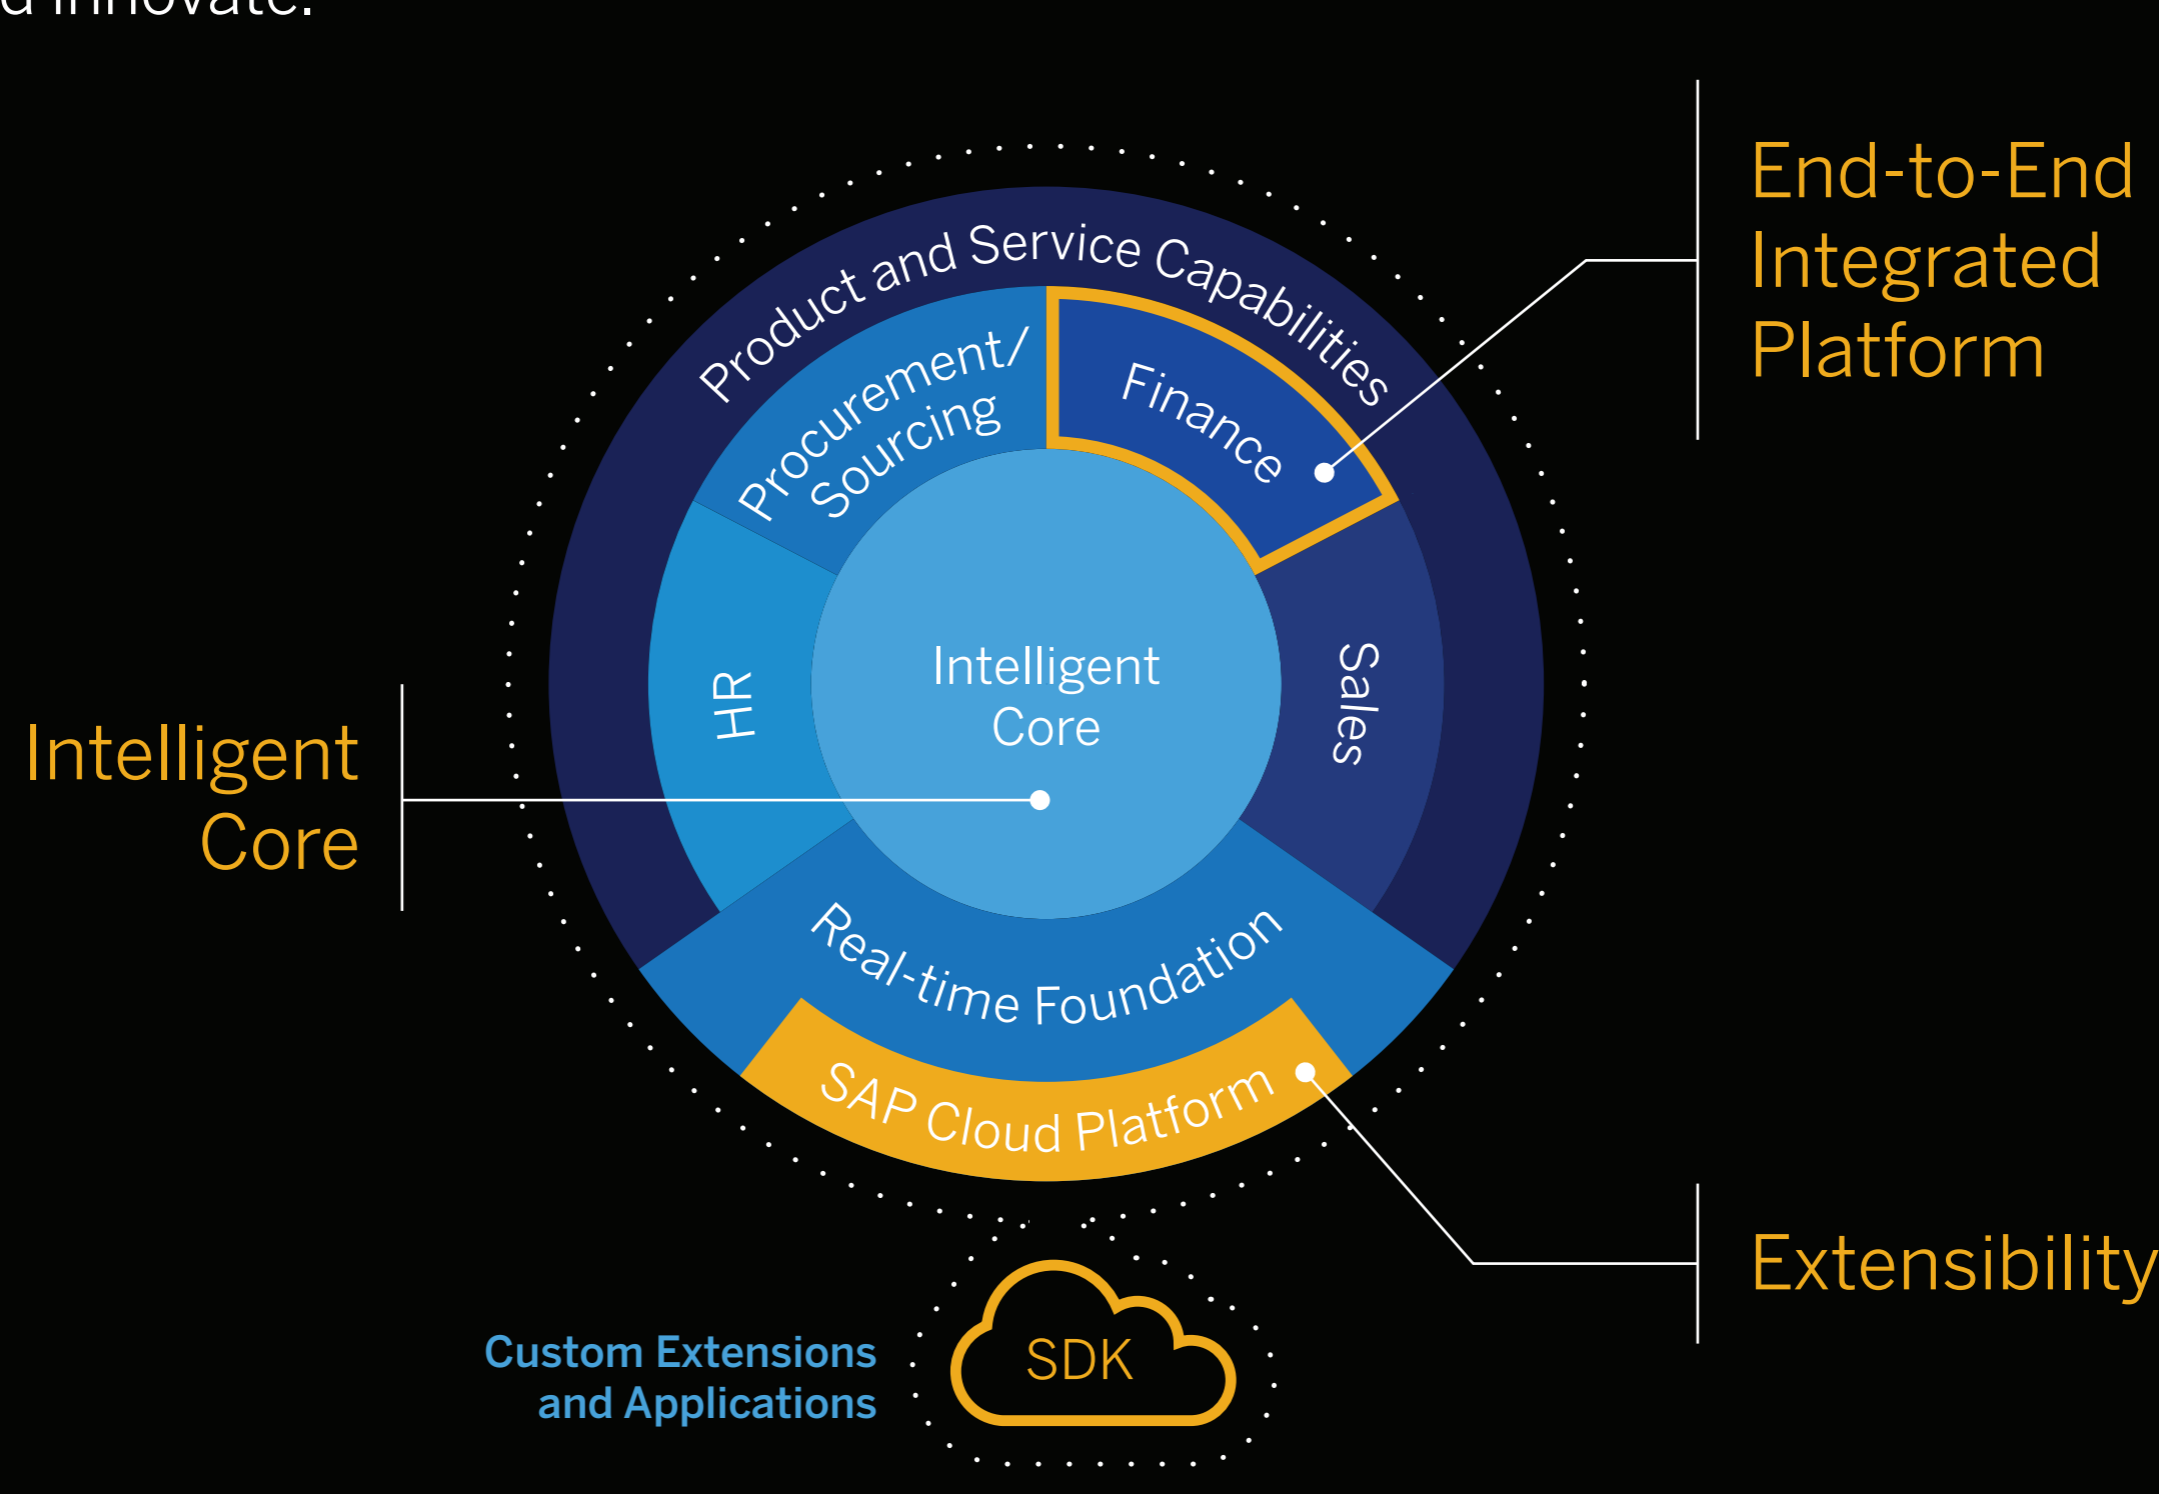 d innovate.
End-to-End
Integrated
Platform
Product and Service Capabilities
Procurement/
Sourcing
Finance
HR
Intelligent
Core
Sales
Intelligent
Core
Real-time Foundation
SAP Cloud Platform
Extensibility
Custom Extensions
and Applications
SDK